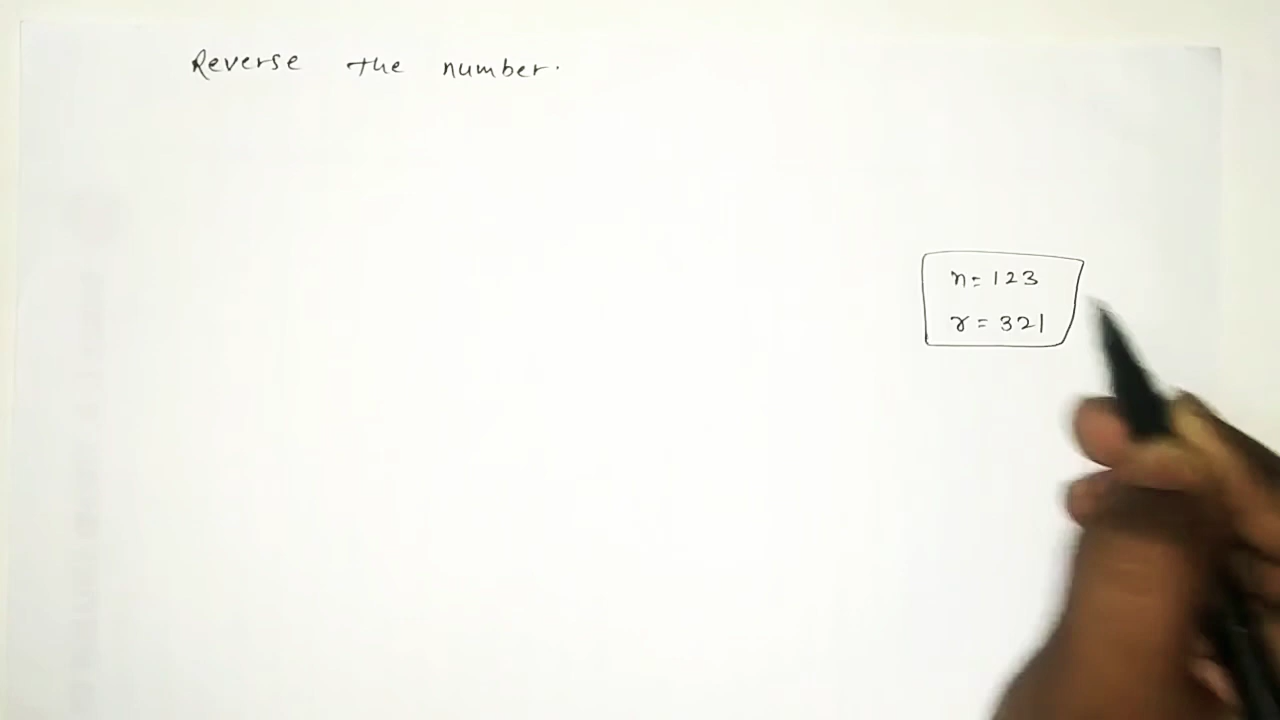 Reverse the number.
n = 123
r = 321